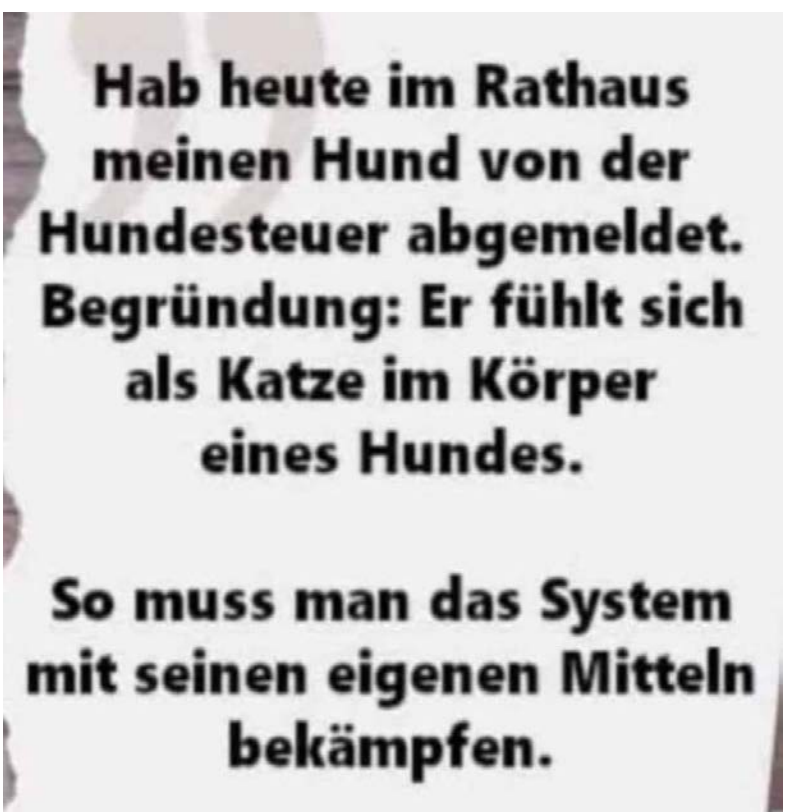 Hab heute im Rathaus
meinen Hund von der
Hundesteuer abgemeldet.
Begründung: Er fühlt sich
als Katze im Körper
eines Hundes.
So muss man das System
mit seinen eigenen Mitteln
bekämpfen.